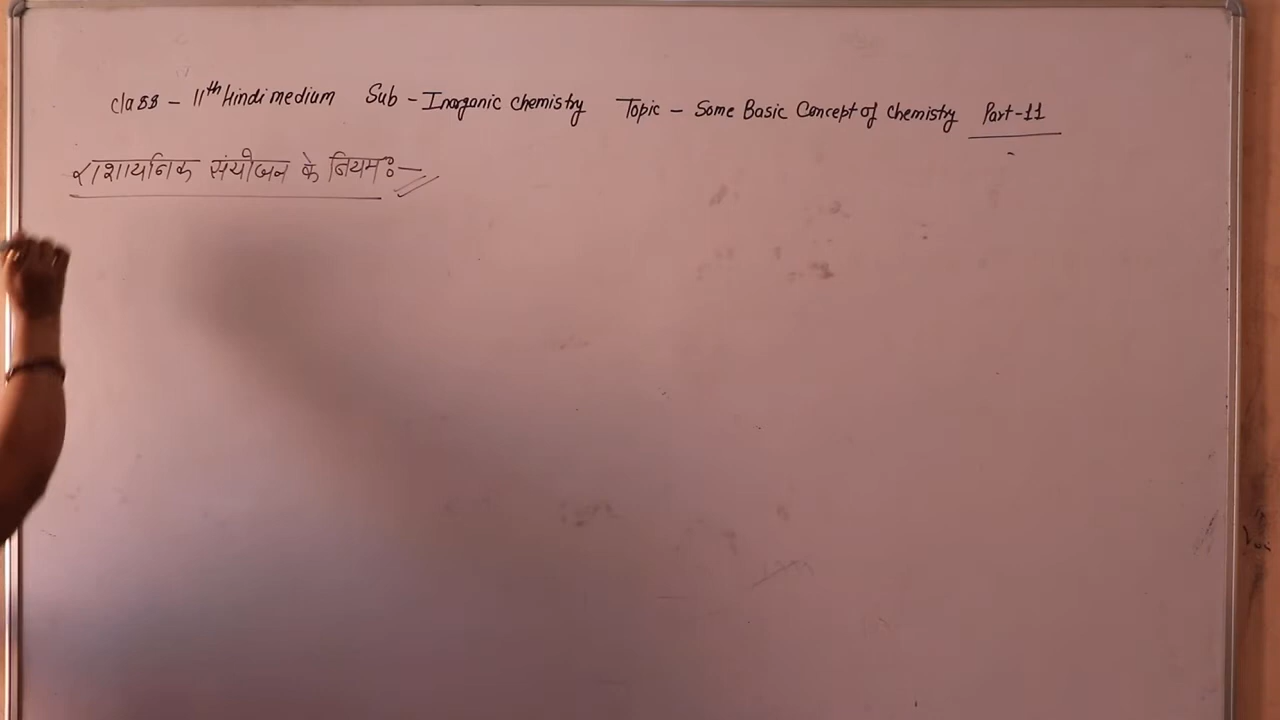 Class - 11th Hindi medium Sub - Inorganic Chemistry Topic - Some Basic Concept of Chemistry Part-11
राशायनिक संयोजन के नियमः-